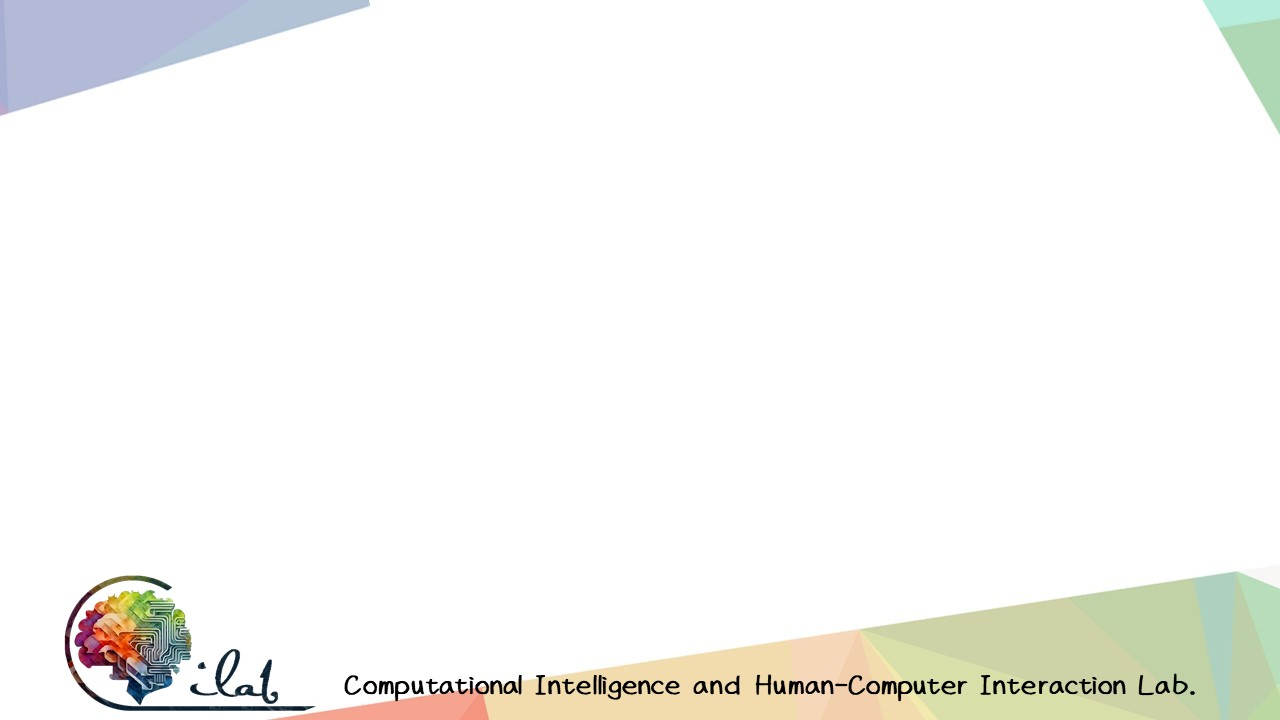 ilab
Computational Intelligence and Human-Computer Interaction Lab.